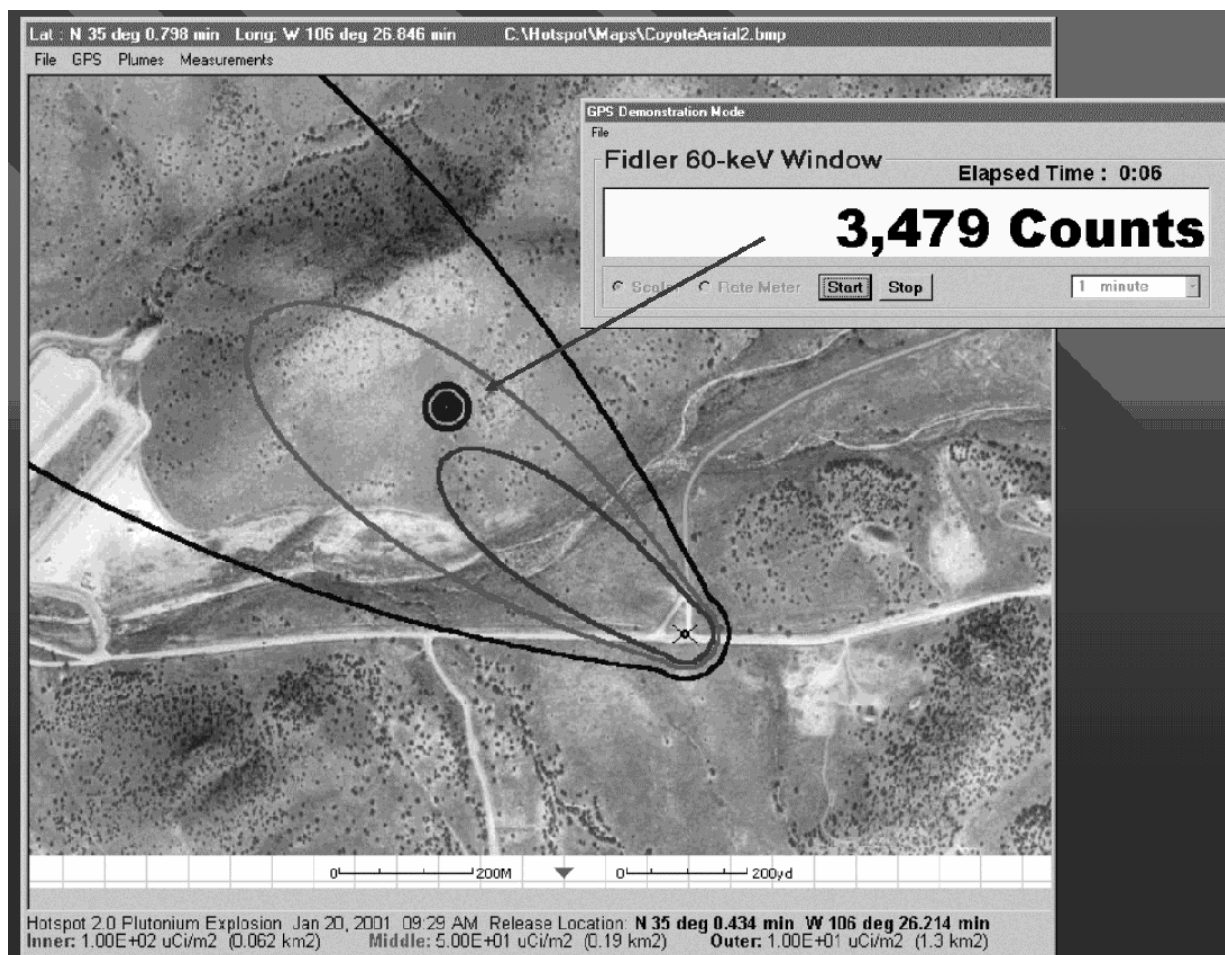 Lat : N 35 deg 0.798 min Long: W 106 deg 26.846 min C:\Hotspot\Maps\CoyoteAerial2.bmp
File GPS Plumes Measurements
GPS Demonstration Mode
File
Fidler 60-keV Window
Elapsed Time : 0:06
3,479 Counts
Scaler Rate Meter Start Stop 1 minute
0 200M 0 200yd
Hotspot 2.0 Plutonium Explosion Jan 20, 2001 09:29 AM Release Location: N 35 deg 0.434 min W 106 deg 26.214 min
Inner: 1.00E+02 uCi/m2 (0.062 km2) Middle: 5.00E+01 uCi/m2 (0.19 km2) Outer: 1.00E+01 uCi/m2 (1.3 km2)